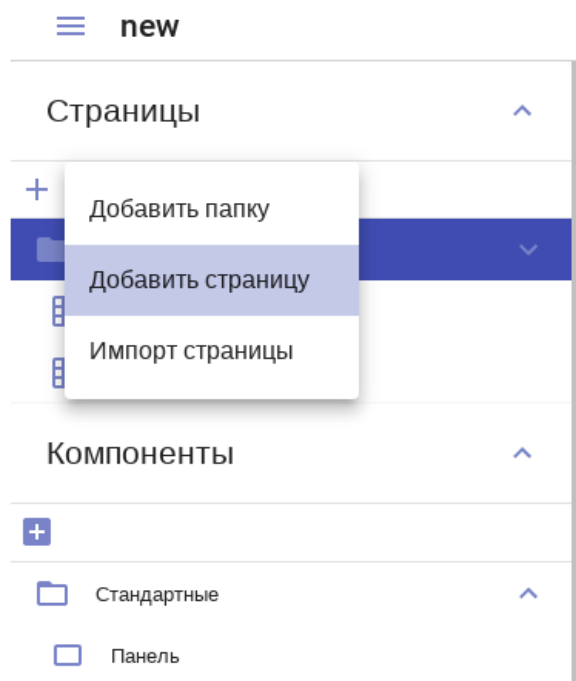 new
Страницы
Добавить папку
Добавить страницу
Импорт страницы
Компоненты
Стандартные
Панель